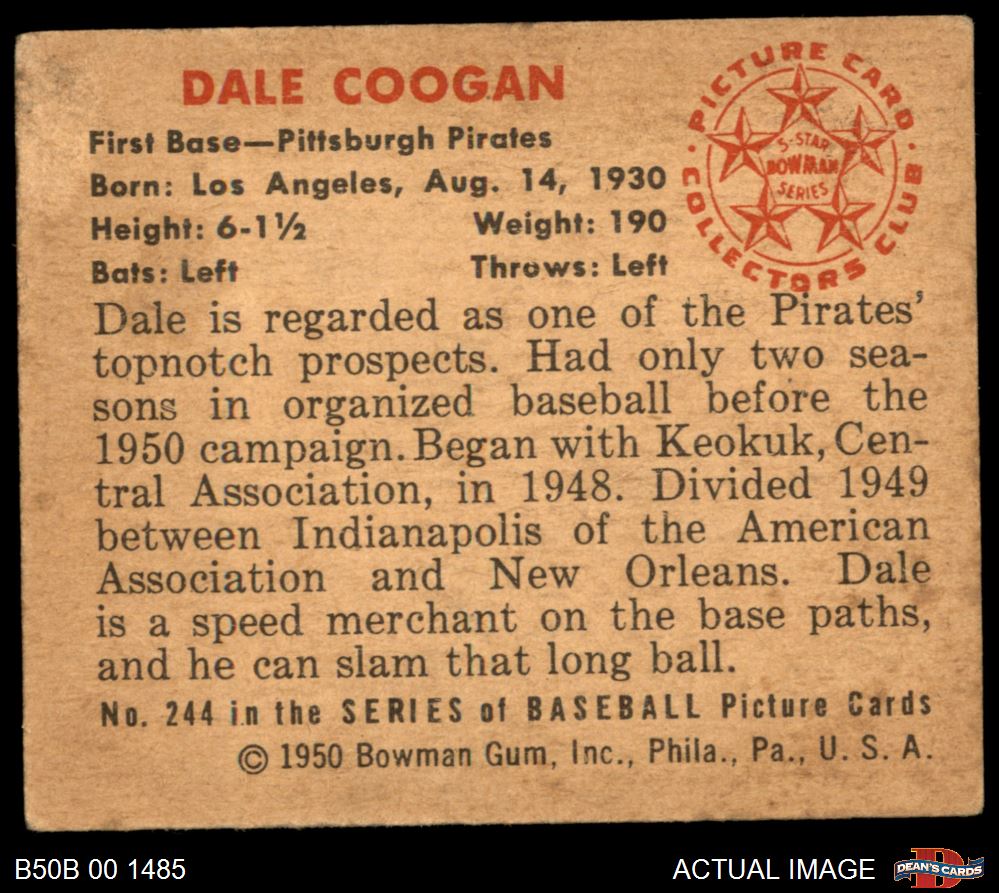 DALE COOGAN
First Base—Pittsburgh Pirates
Born: Los Angeles, Aug. 14, 1930
Height: 6-1½ Weight: 190
Bats: Left Throws: Left
PICTURE CARD
COLLECTORS CLUB
5-STAR
BOWMAN
SERIES
Dale is regarded as one of the Pirates'
topnotch prospects. Had only two sea-
sons in organized baseball before the
1950 campaign. Began with Keokuk, Cen-
tral Association, in 1948. Divided 1949
between Indianapolis of the American
Association and New Orleans. Dale
is a speed merchant on the base paths,
and he can slam that long ball.
No. 244 in the SERIES of BASEBALL Picture Cards
© 1950 Bowman Gum, Inc., Phila., Pa., U. S. A.
B50B 00 1485
ACTUAL IMAGE
D
DEAN'S CARDS